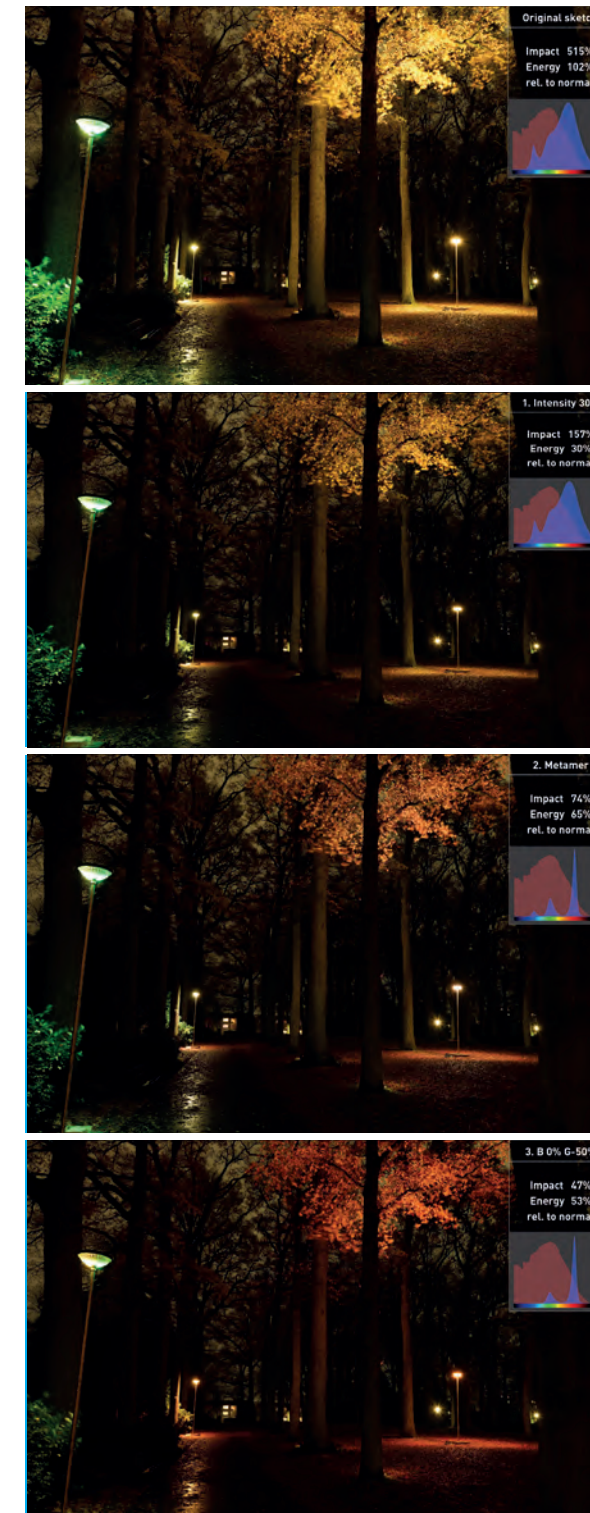 Original sketc
Impact 515%
Energy 102%
rel. to norma
1. Intensity 30
Impact 157%
Energy 30%
rel. to norma
2. Metamer
Impact 74%
Energy 65%
rel. to norma
3. B 0% G-50%
Impact 47%
Energy 53%
rel. to norma